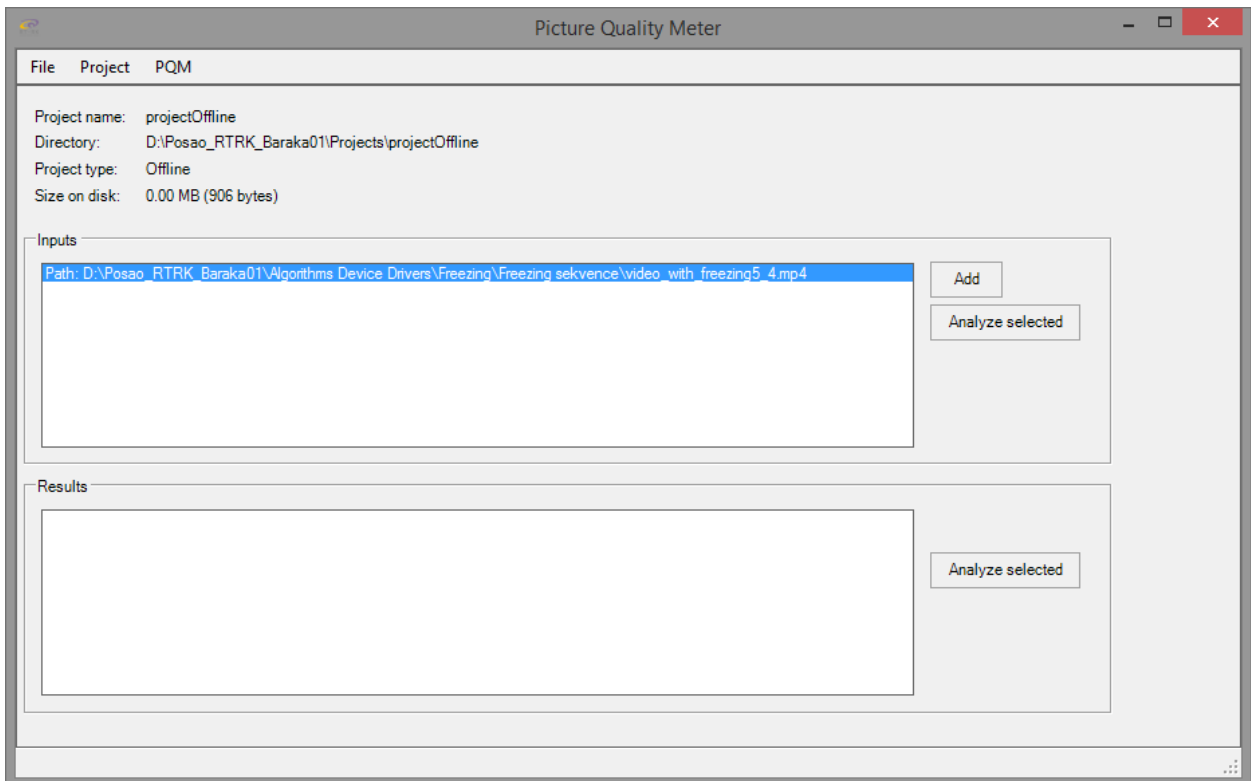 Picture Quality Meter
File Project PQM
Project name: projectOffline
Directory: D:\Posao_RTRK_Baraka01\Projects\projectOffline
Project type: Offline
Size on disk: 0.00 MB (906 bytes)
Inputs
Path: D:\Posao_RTRK_Baraka01\Algorithms Device Drivers\Freezing\Freezing sekvence\video_with_freezing5_4.mp4
Add
Analyze selected
Results
Analyze selected